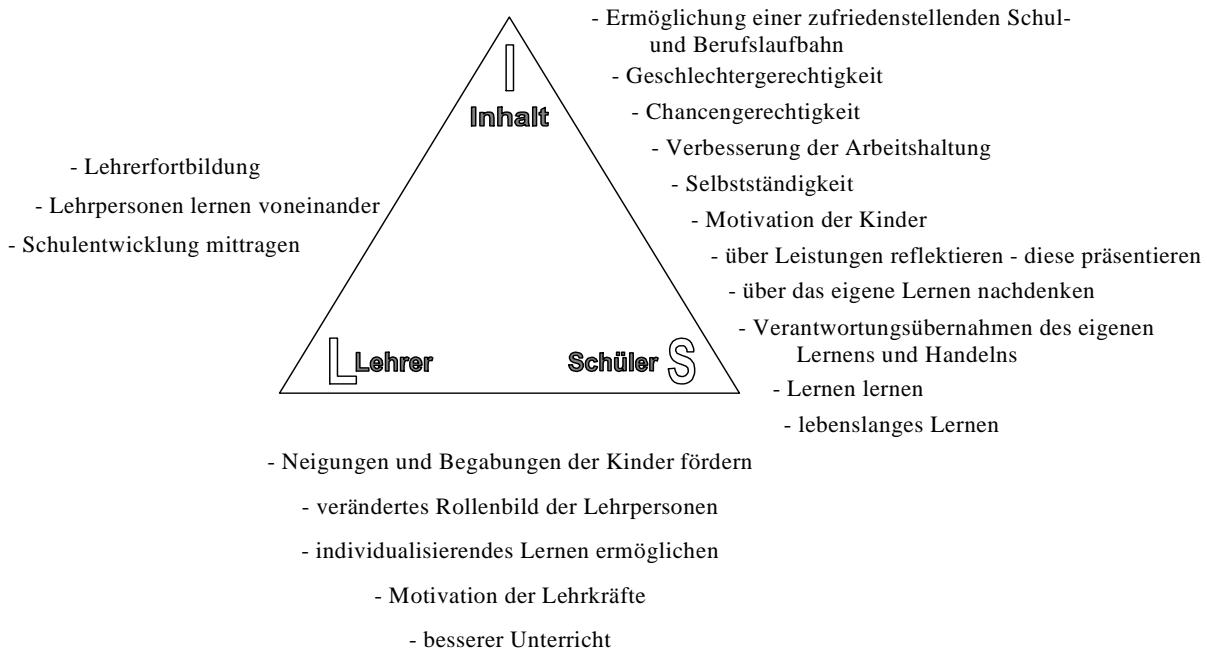 - Ermöglichung einer zufriedenstellenden Schul-
und Berufslaufbahn
- Geschlechtergerechtigkeit
- Chancengerechtigkeit
- Verbesserung der Arbeitshaltung
- Selbstständigkeit
- Motivation der Kinder
- über Leistungen reflektieren - diese präsentieren
- über das eigene Lernen nachdenken
- Verantwortungsübernahmen des eigenen
Lernens und Handelns
- Lernen lernen
- lebenslanges Lernen
I
Inhalt
- Lehrerfortbildung
- Lehrpersonen lernen voneinander
- Schulentwicklung mittragen
L Lehrer
Schüler S
- Neigungen und Begabungen der Kinder fördern
- verändertes Rollenbild der Lehrpersonen
- individualisierendes Lernen ermöglichen
- Motivation der Lehrkräfte
- besserer Unterricht